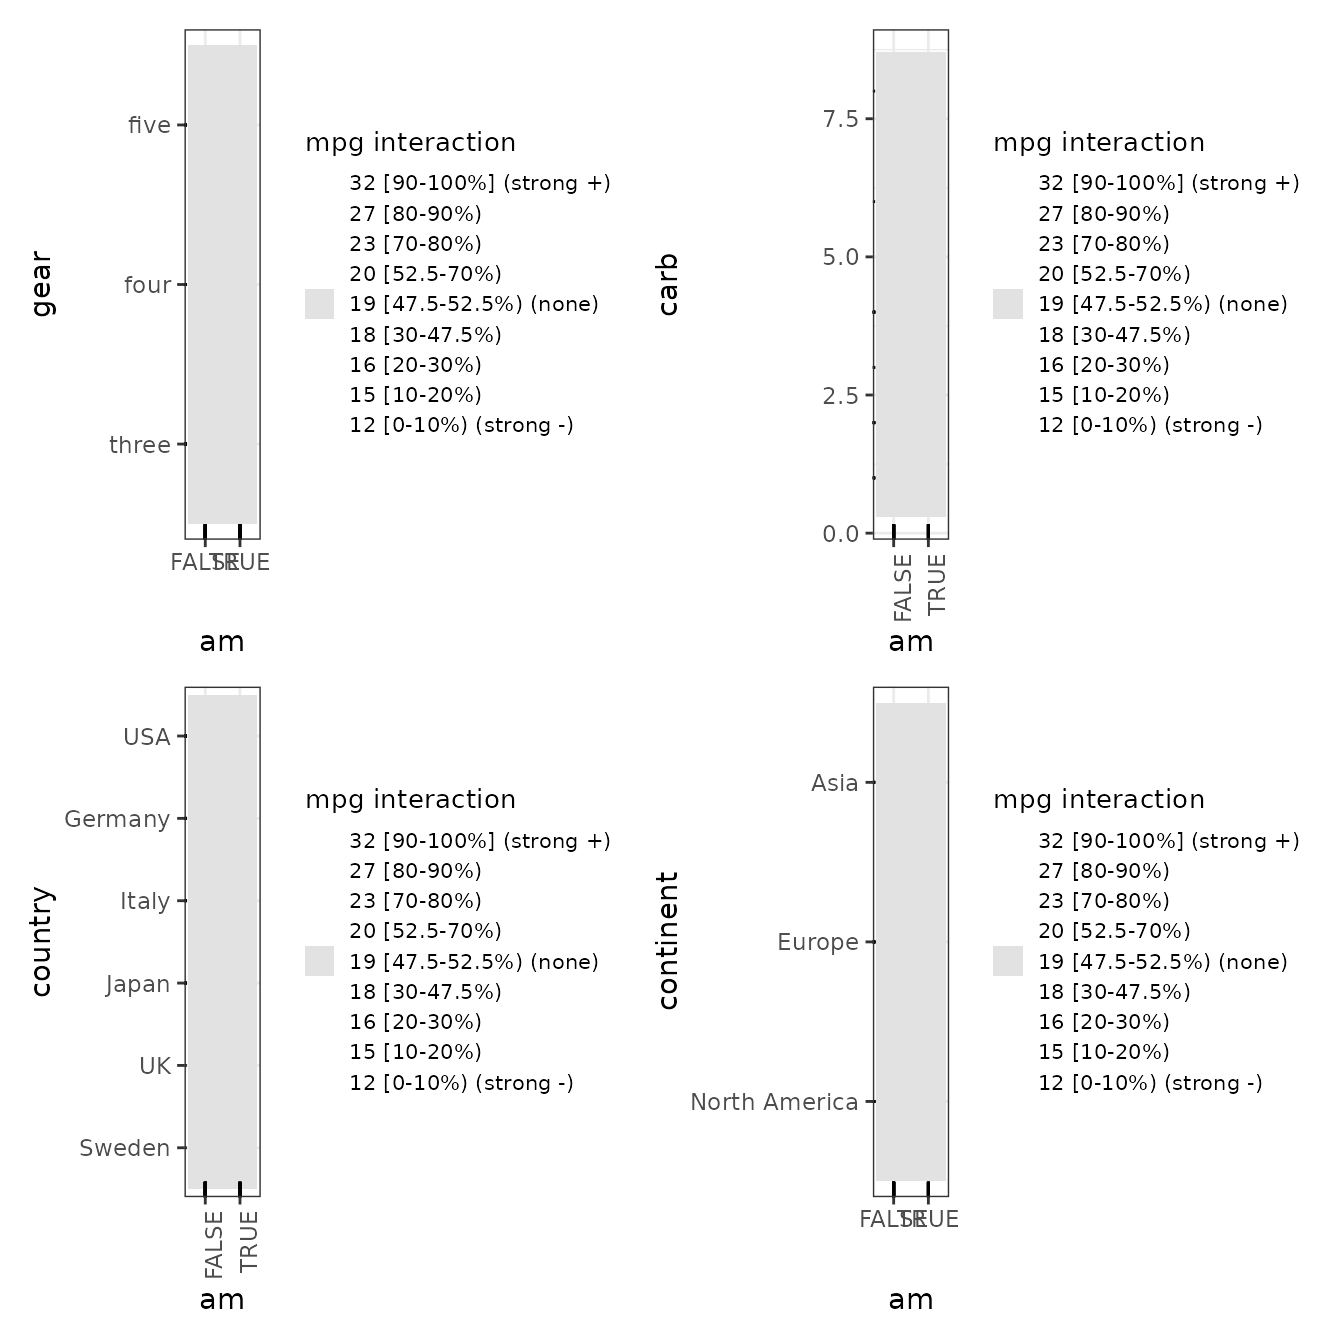 gear
five
four
three
FALSE
TRUE
am
mpg interaction
32 [90-100%] (strong +)
27 [80-90%)
23 [70-80%)
20 [52.5-70%)
19 [47.5-52.5%) (none)
18 [30-47.5%)
16 [20-30%)
15 [10-20%)
12 [0-10%) (strong -)
carb
7.5
5.0
2.5
0.0
FALSE
TRUE
am
mpg interaction
32 [90-100%] (strong +)
27 [80-90%)
23 [70-80%)
20 [52.5-70%)
19 [47.5-52.5%) (none)
18 [30-47.5%)
16 [20-30%)
15 [10-20%)
12 [0-10%) (strong -)
country
USA
Germany
Italy
Japan
UK
Sweden
FALSE
TRUE
am
mpg interaction
32 [90-100%] (strong +)
27 [80-90%)
23 [70-80%)
20 [52.5-70%)
19 [47.5-52.5%) (none)
18 [30-47.5%)
16 [20-30%)
15 [10-20%)
12 [0-10%) (strong -)
continent
Asia
Europe
North America
FALSE
TRUE
am
mpg interaction
32 [90-100%] (strong +)
27 [80-90%)
23 [70-80%)
20 [52.5-70%)
19 [47.5-52.5%) (none)
18 [30-47.5%)
16 [20-30%)
15 [10-20%)
12 [0-10%) (strong -)